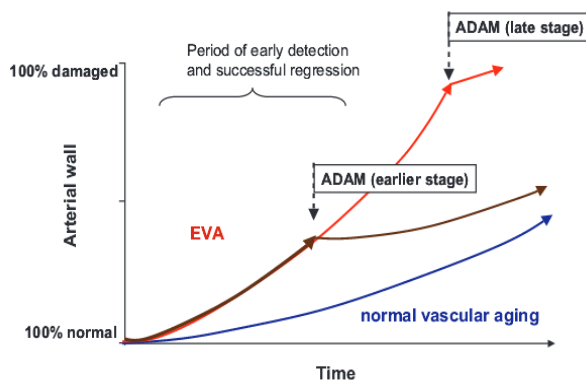 ADAM (late stage)
Period of early detection
and successful regression
100% damaged
ADAM (earlier stage)
Arterial wall
EVA
normal vascular aging
100% normal
Time